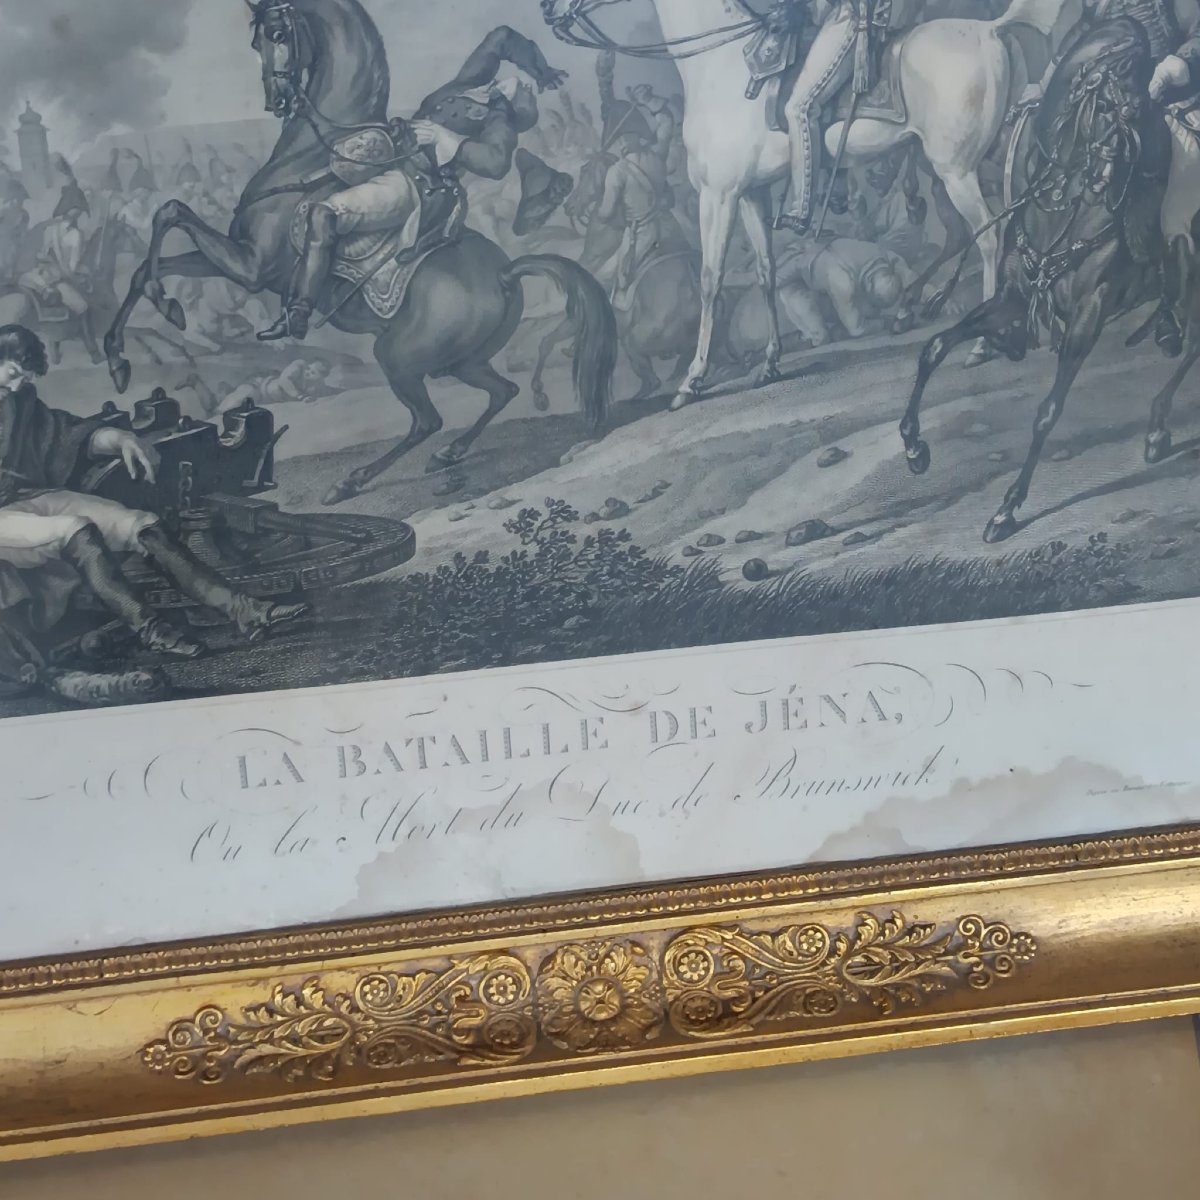 LA BATAILLE DE JÉNA,
Ou la Mort du Duc de Brunswick.